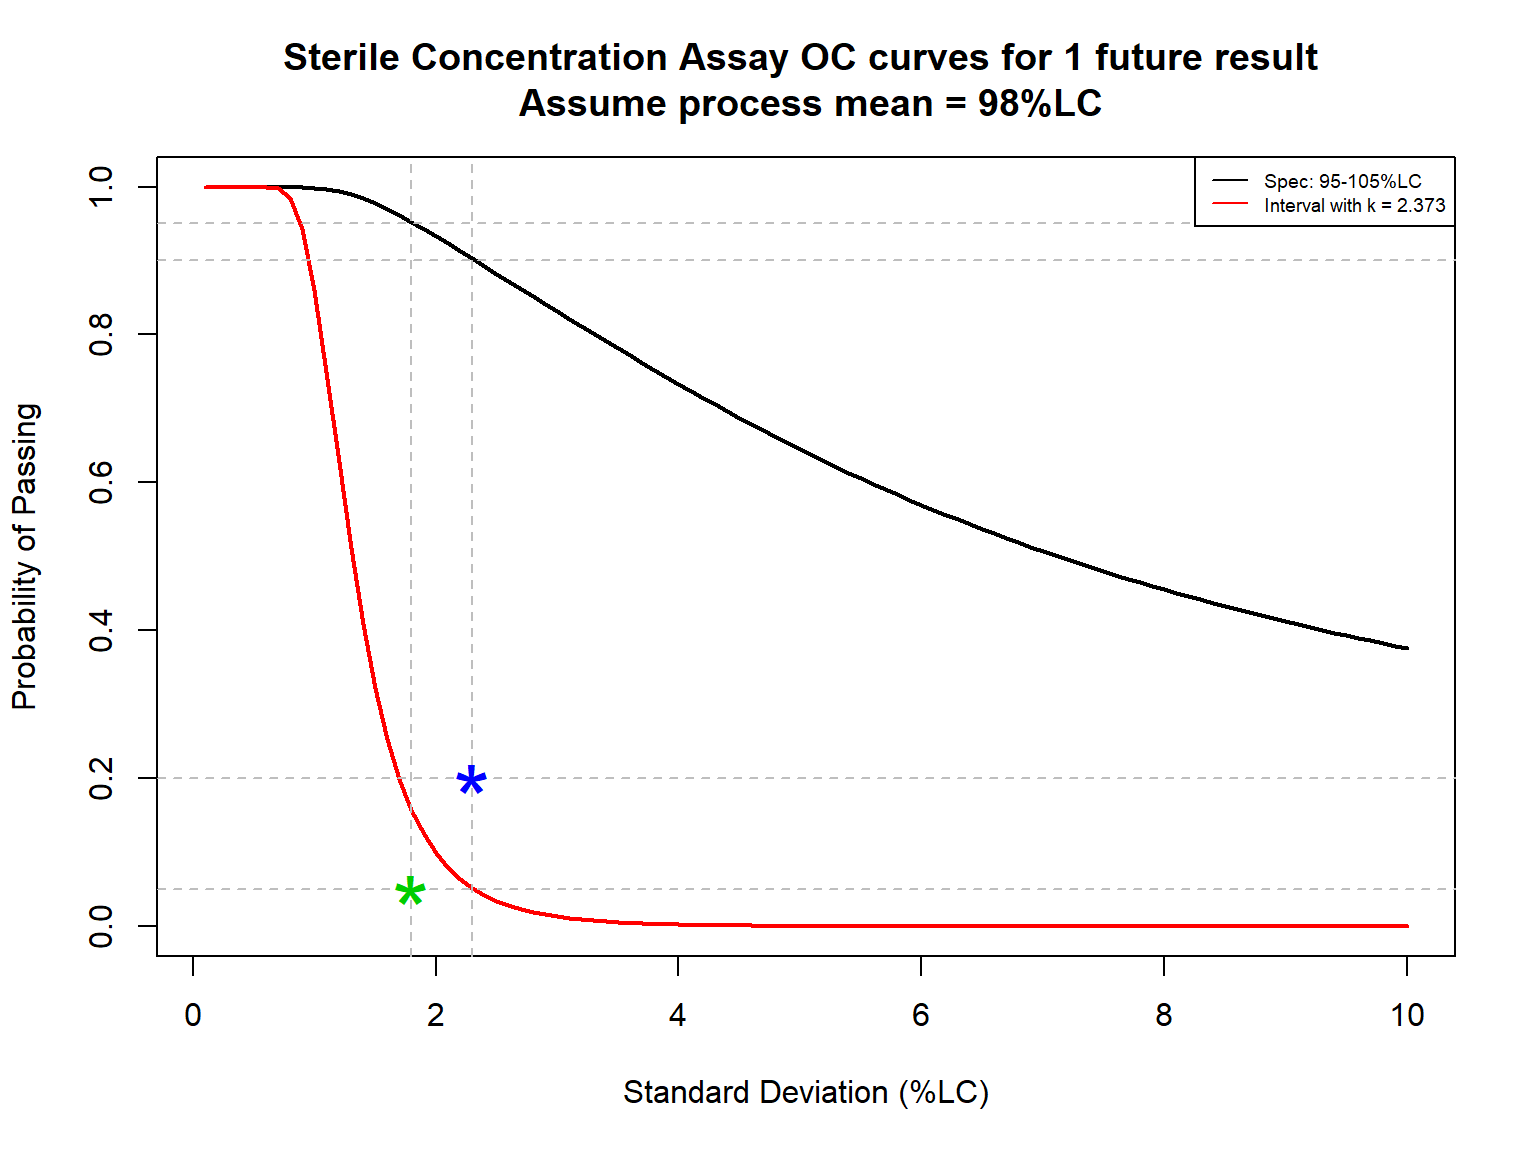 Sterile Concentration Assay OC curves for 1 future result
Assume process mean = 98%LC
Spec: 95-105%LC
Interval with k = 2.373
Probability of Passing
1.0
0.8
0.6
0.4
0.2
0.0
*
*
0 2 4 6 8 10
Standard Deviation (%LC)